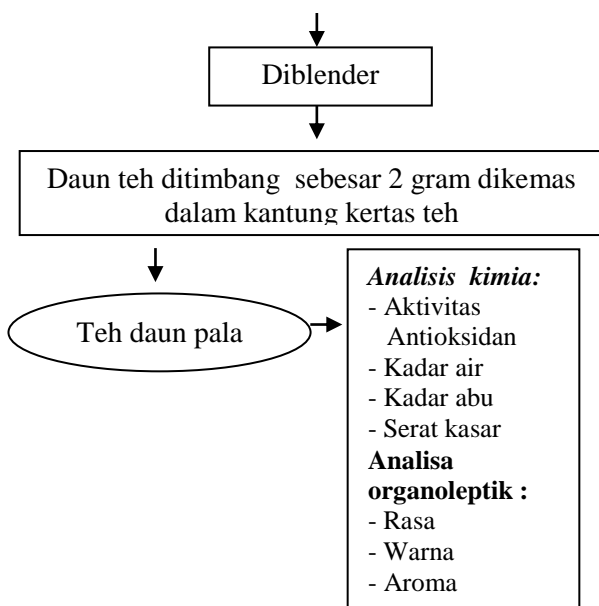 Diblender
Daun teh ditimbang sebesar 2 gram dikemas
dalam kantung kertas teh
Teh daun pala
Analisis kimia:
- Aktivitas
Antioksidan
- Kadar air
- Kadar abu
- Serat kasar
Analisa
organoleptik :
- Rasa
- Warna
- Aroma